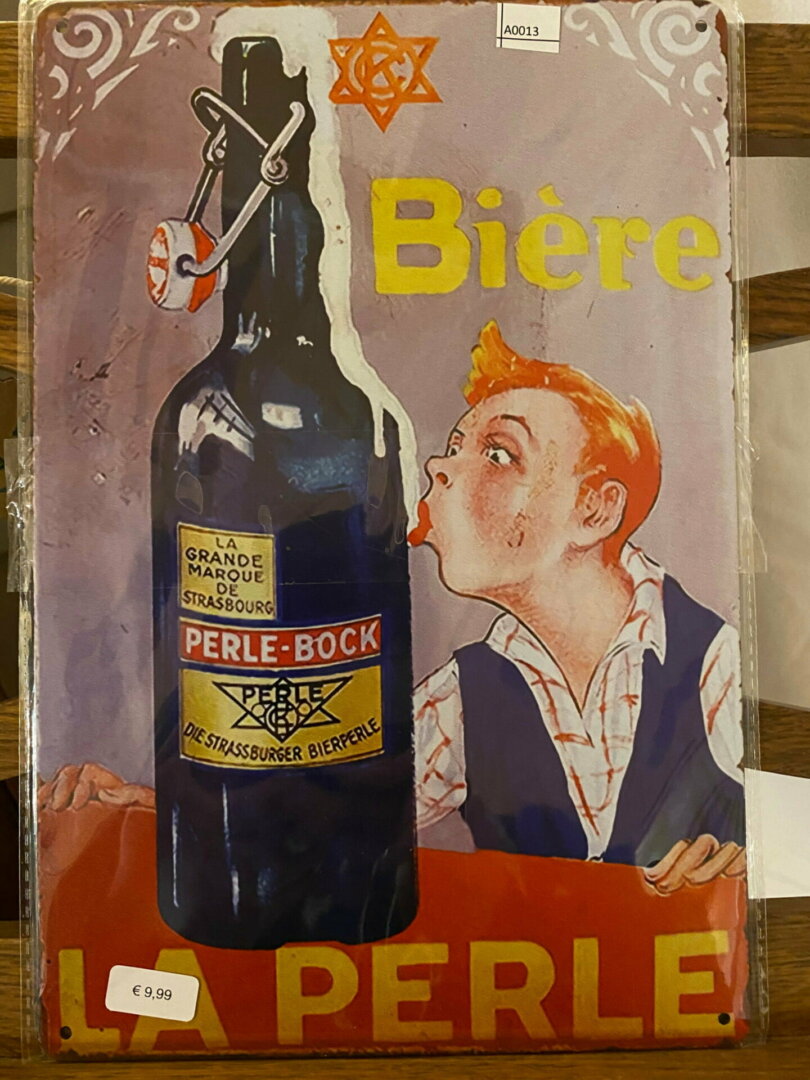 A0013
Bière
LA
GRANDE
MARQUE
DE
STRASBOURG
PERLE-BOCK
PERLE
DIE STRASSBURGER BIERPERLE
LA PERLE
€ 9,99